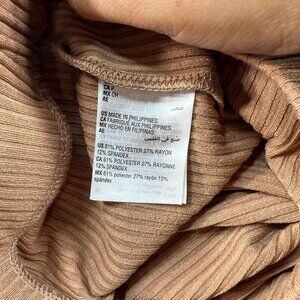 CA
MX CH
AE
US MADE IN PHILIPPINES
CA FABRIQUÉ AUX PHILIPPINES
MX HECHO EN FILIPINAS
AE
صنع في الفلبين
US 61% POLYESTER 27% RAYON
12% SPANDEX
CA 61% POLYESTER 27% RAYONNE
12% SPANDEX
MX 61% poliéster 27% rayón 12%
spándex